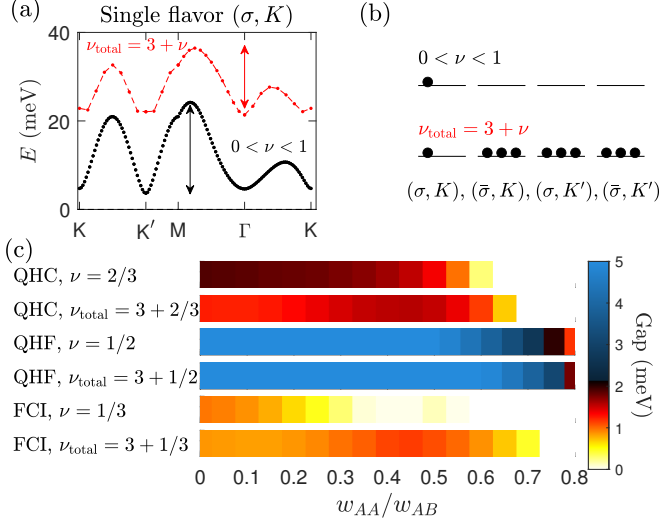 (a)
Single flavor (σ, K)
40
20
0
E (meV)
ν_total = 3 + ν
0 < ν < 1
K
K′
M
Γ
K
(b)
0 < ν < 1
ν_total = 3 + ν
(σ, K), (σ̅, K), (σ, K′), (σ̅, K′)
(c)
QHC, ν = 2/3
QHC, ν_total = 3 + 2/3
QHF, ν = 1/2
QHF, ν_total = 3 + 1/2
FCI, ν = 1/3
FCI, ν_total = 3 + 1/3
0
0.1
0.2
0.3
0.4
0.5
0.6
0.7
0.8
w_AA/w_AB
5
4
3
2
1
0
Gap (meV)